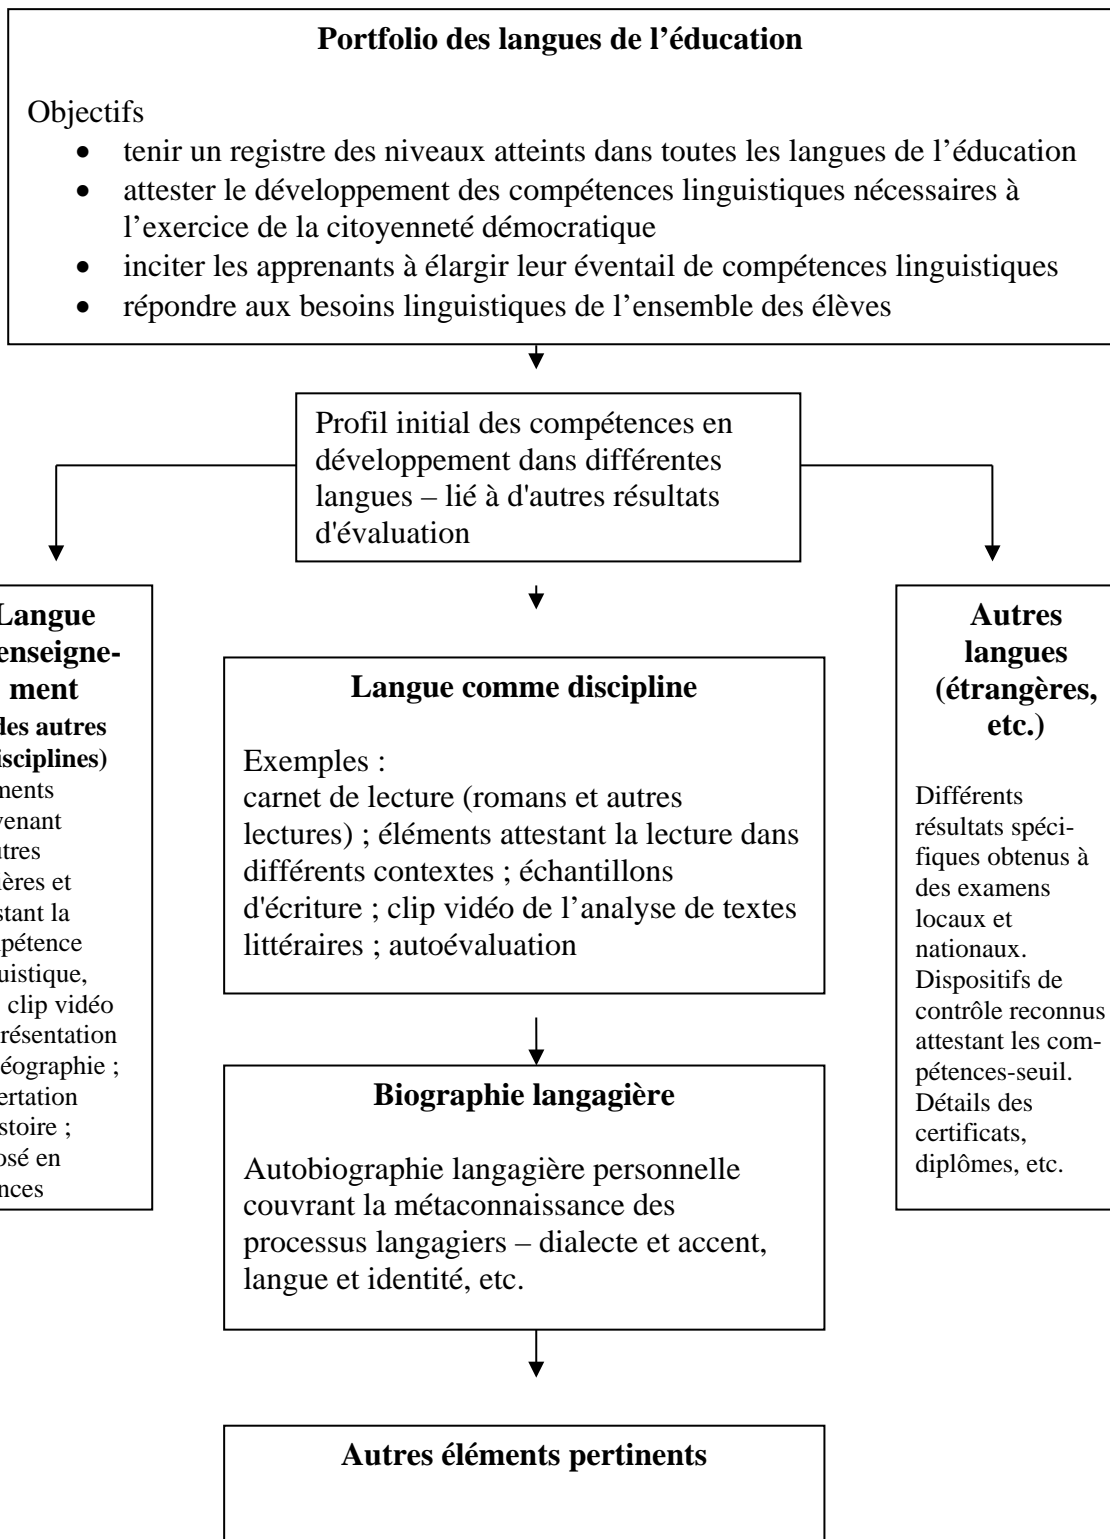 Portfolio des langues de l’éducation
Objectifs
• tenir un registre des niveaux atteints dans toutes les langues de l’éducation
• attester le développement des compétences linguistiques nécessaires à
l’exercice de la citoyenneté démocratique
• inciter les apprenants à élargir leur éventail de compétences linguistiques
• répondre aux besoins linguistiques de l’ensemble des élèves
Profil initial des compétences en
développement dans différentes
langues – lié à d'autres résultats
d'évaluation
Langue
enseigne-
ment
des autres
isciplines)
ments
venant
utres
ières et
stant la
pétence
uistique,
clip vidéo
résentation
éographie ;
ertation
stoire ;
osé en
nces
Langue comme discipline
Exemples :
carnet de lecture (romans et autres
lectures) ; éléments attestant la lecture dans
différents contextes ; échantillons
d'écriture ; clip vidéo de l’analyse de textes
littéraires ; autoévaluation
Autres
langues
(étrangères,
etc.)
Différents
résultats spéci-
fiques obtenus à
des examens
locaux et
nationaux.
Dispositifs de
contrôle reconnus
attestant les com-
pétences-seuil.
Détails des
certificats,
diplômes, etc.
Biographie langagière
Autobiographie langagière personnelle
couvrant la métaconnaissance des
processus langagiers – dialecte et accent,
langue et identité, etc.
Autres éléments pertinents